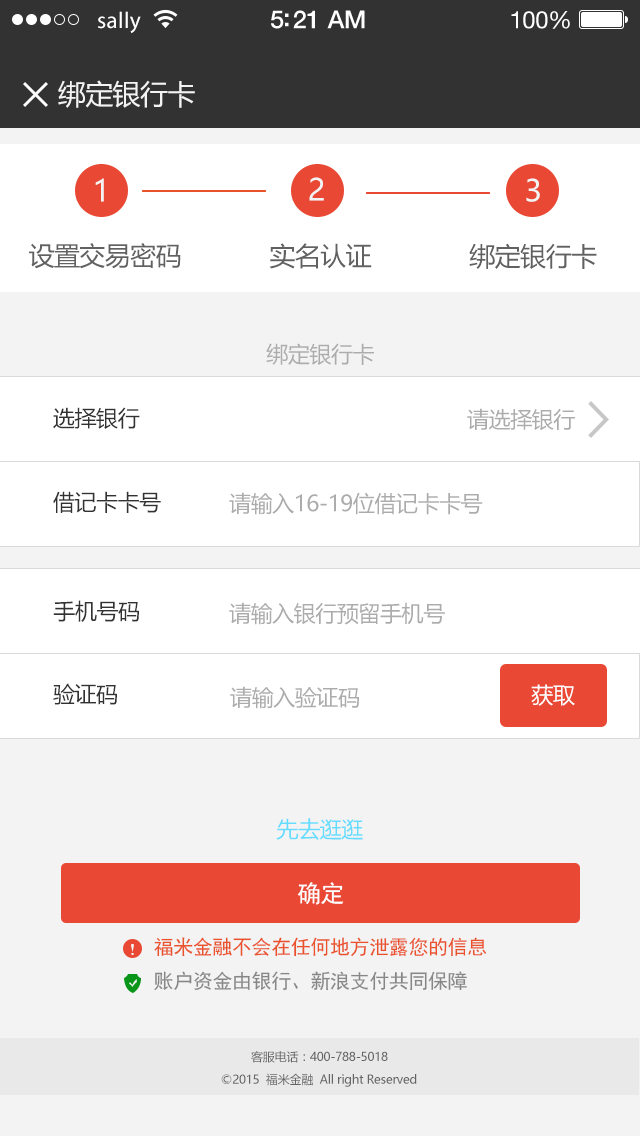 sally 5:21 AM 100%
绑定银行卡
1 2 3
设置交易密码 实名认证 绑定银行卡
绑定银行卡
选择银行 请选择银行
借记卡卡号 请输入16-19位借记卡卡号
手机号码 请输入银行预留手机号
验证码 请输入验证码 获取
先去逛逛
确定
福米金融不会在任何地方泄露您的信息
账户资金由银行、新浪支付共同保障
客服电话：400-788-5018
©2015 福米金融 All right Reserved